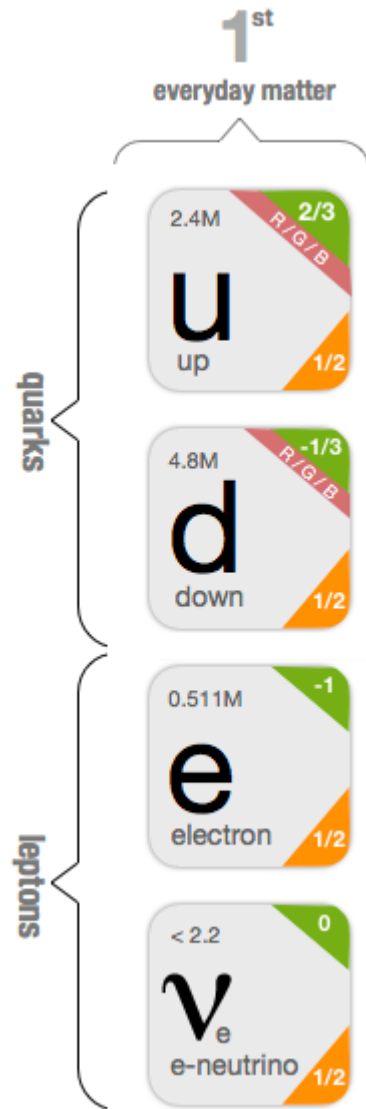 1st
everyday matter
quarks
2.4M
2/3
R / G / B
u
up
1/2
4.8M
-1/3
R / G / B
d
down
1/2
leptons
0.511M
-1
e
electron
1/2
< 2.2
0
νe
e-neutrino
1/2